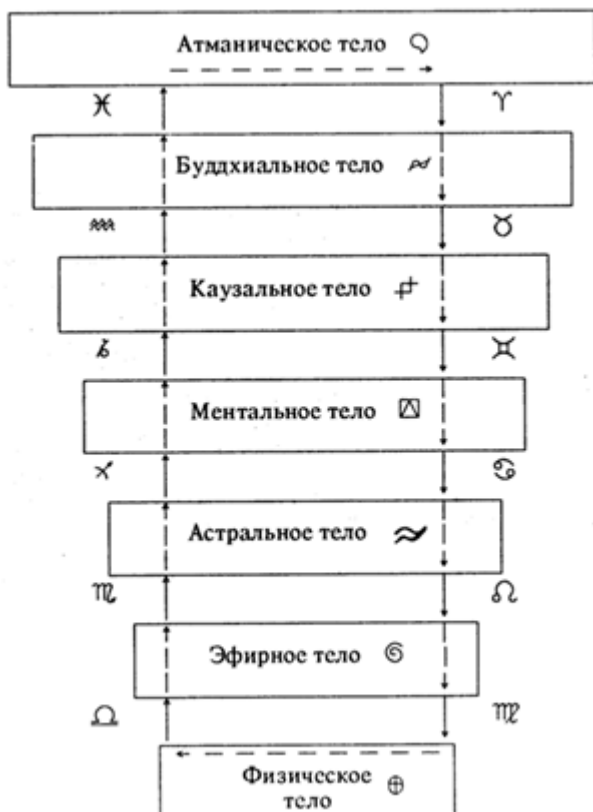 Атманическое тело
♓ ♈
Буддхиальное тело
♒ ♉
Каузальное тело
♑ ♊
Ментальное тело
♐ ♋
Астральное тело
♏ ♌
Эфирное тело
♎ ♍
Физическое
тело